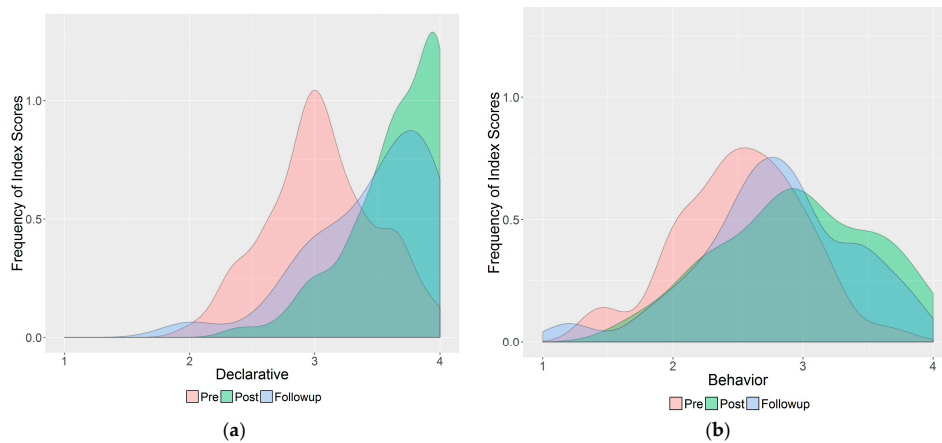 Frequency of Index Scores
1.0
0.5
0.0
1 2 3 4
Declarative
Pre Post Followup
(a)
Frequency of Index Scores
1.0
0.5
0.0
1 2 3 4
Behavior
Pre Post Followup
(b)